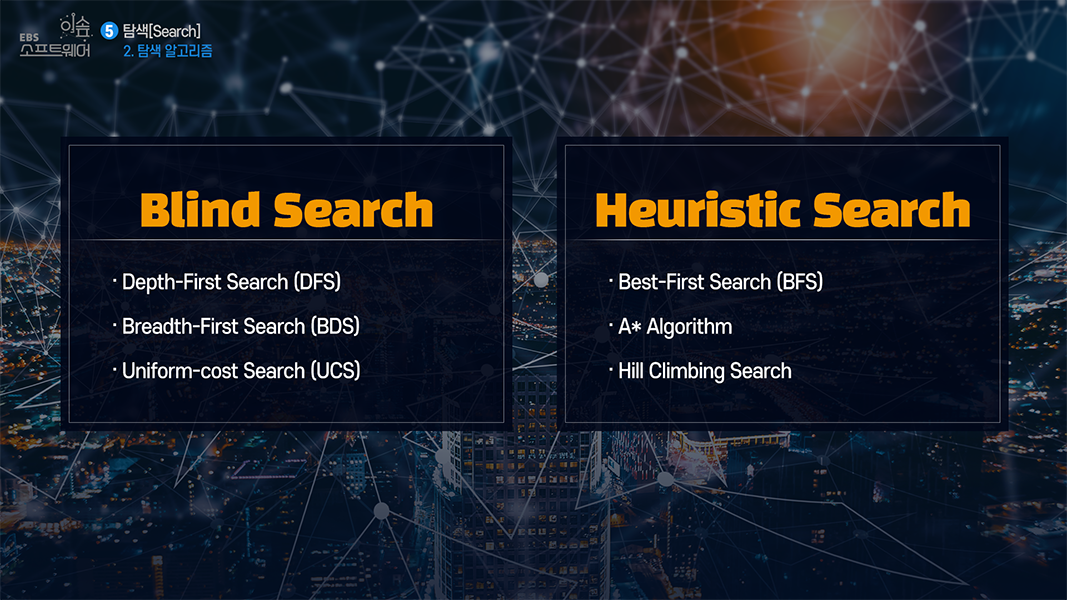 EBS
이솦
소프트웨어
5 탐색[Search]
2. 탐색 알고리즘
Blind Search
· Depth-First Search (DFS)
· Breadth-First Search (BDS)
· Uniform-cost Search (UCS)
Heuristic Search
· Best-First Search (BFS)
· A* Algorithm
· Hill Climbing Search